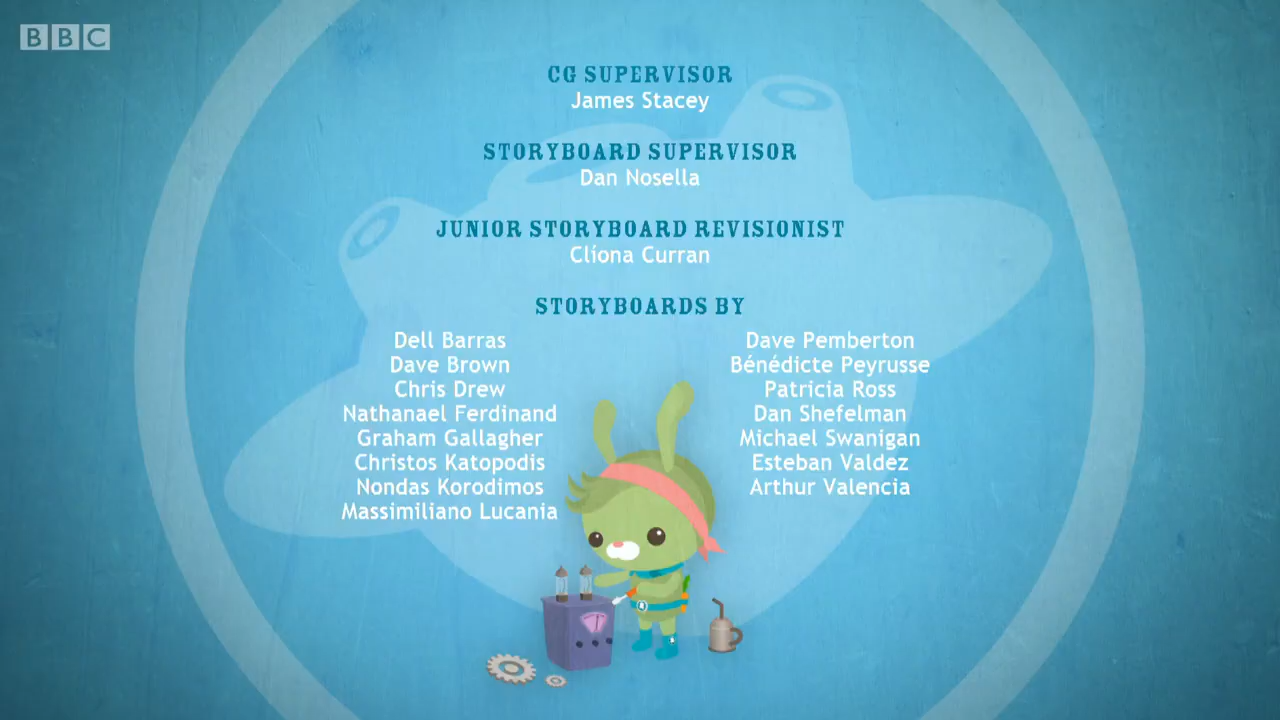 BBC
CG SUPERVISOR
James Stacey
STORYBOARD SUPERVISOR
Dan Nosella
JUNIOR STORYBOARD REVISIONIST
Clíona Curran
STORYBOARDS BY
Dell Barras
Dave Brown
Chris Drew
Nathanael Ferdinand
Graham Gallagher
Christos Katopodis
Nondas Korodimos
Massimiliano Lucania
Dave Pemberton
Bénédicte Peyrusse
Patricia Ross
Dan Shefelman
Michael Swanigan
Esteban Valdez
Arthur Valencia